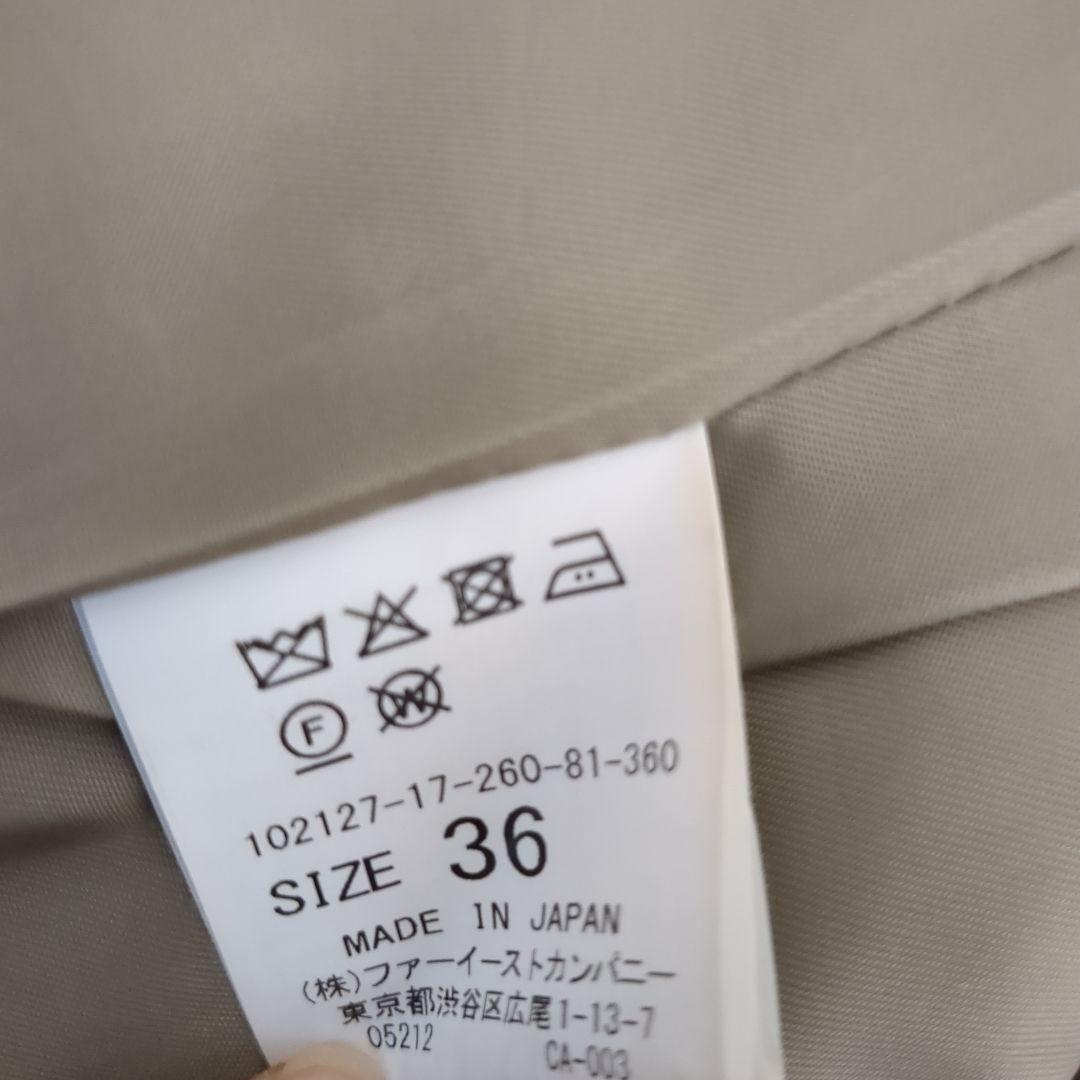 F W
102127-17-260-81-360
SIZE 36
MADE IN JAPAN
(株)ファーイーストカンパニー
東京都渋谷区広尾1-13-7
05212 CA-003